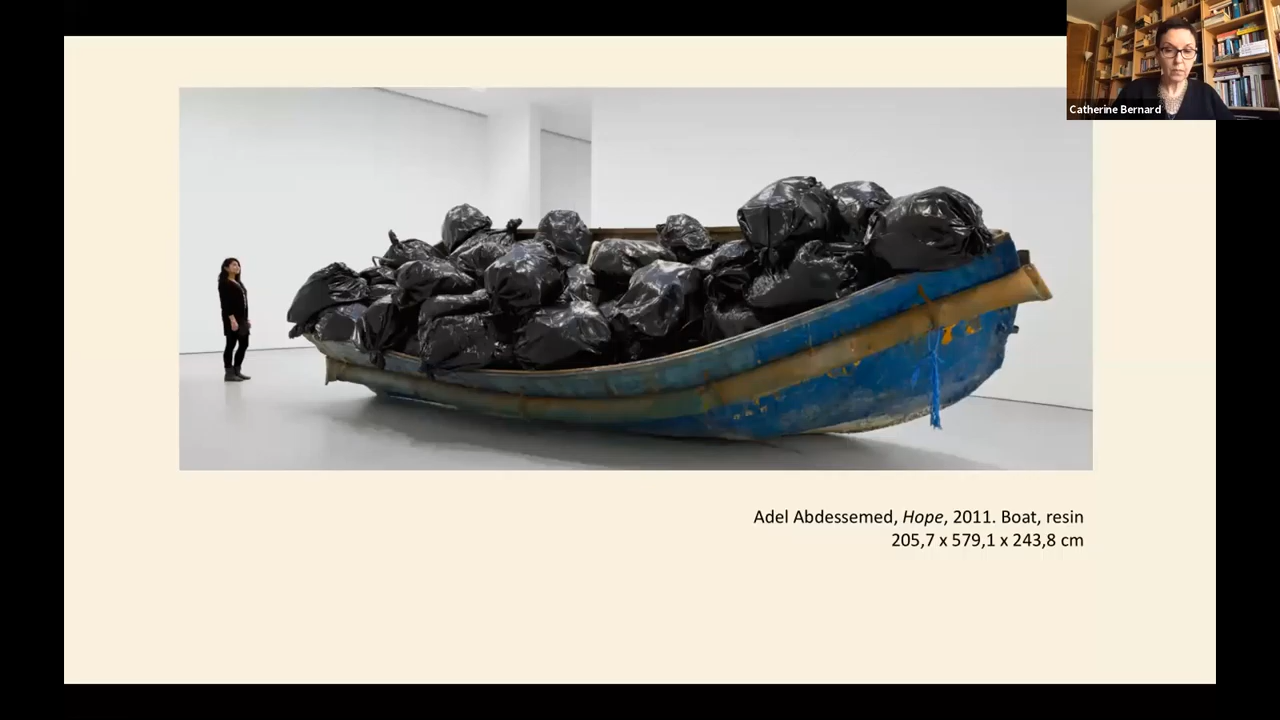 Catherine Bernard
Adel Abdessemed, Hope, 2011. Boat, resin
205,7 x 579,1 x 243,8 cm